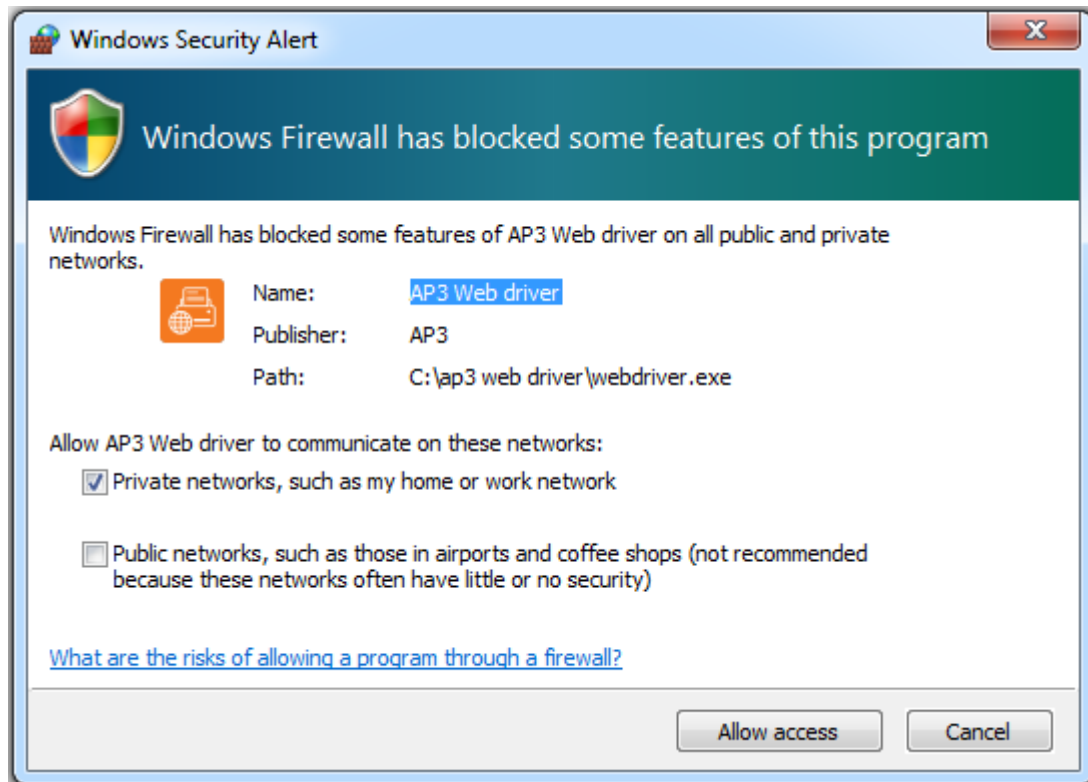 Windows Security Alert
Windows Firewall has blocked some features of this program
Windows Firewall has blocked some features of AP3 Web driver on all public and private
networks.
Name: AP3 Web driver
Publisher: AP3
Path: C:\ap3 web driver\webdriver.exe
Allow AP3 Web driver to communicate on these networks:
Private networks, such as my home or work network
Public networks, such as those in airports and coffee shops (not recommended
because these networks often have little or no security)
What are the risks of allowing a program through a firewall?
Allow access Cancel